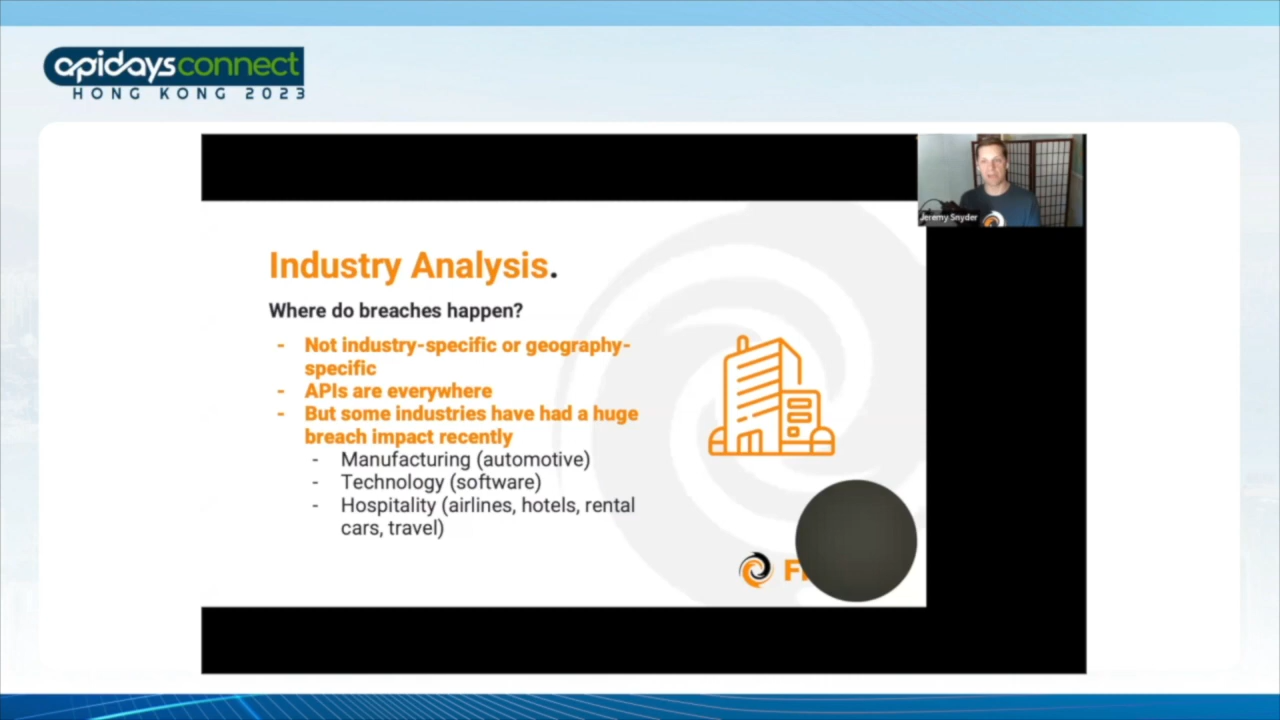 apidays connect
HONG KONG 2023
Jeremy Snyder
Industry Analysis.
Where do breaches happen?
- Not industry-specific or geography-
specific
- APIs are everywhere
- But some industries have had a huge
breach impact recently
- Manufacturing (automotive)
- Technology (software)
- Hospitality (airlines, hotels, rental
cars, travel)